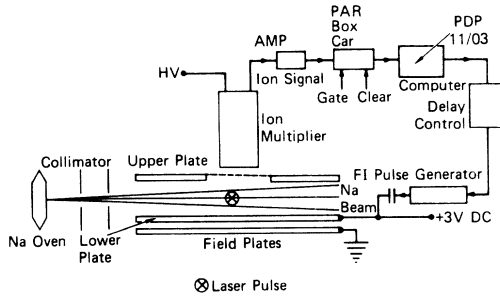 PAR
Box
Car
PDP
11/03
AMP
HV
Ion Signal
Computer
Gate
Clear
Delay
Control
Ion
Multiplier
Collimator
Upper Plate
FI Pulse Generator
Na
Beam
+3V DC
Na Oven
Lower
Plate
Field Plates
Laser Pulse